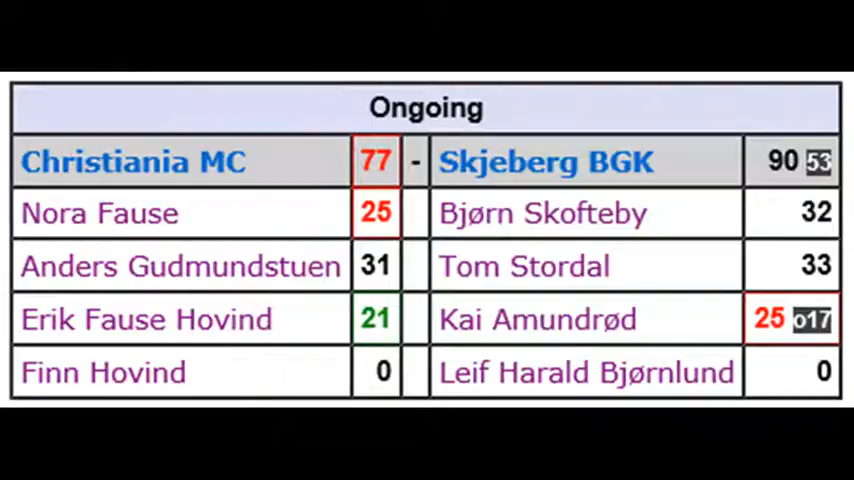 Ongoing
Christiania MC 77 - Skjeberg BGK 90 53
Nora Fause 25 Bjørn Skofteby 32
Anders Gudmundstuen 31 Tom Stordal 33
Erik Fause Hovind 21 Kai Amundrød 25 o17
Finn Hovind 0 Leif Harald Bjørnlund 0